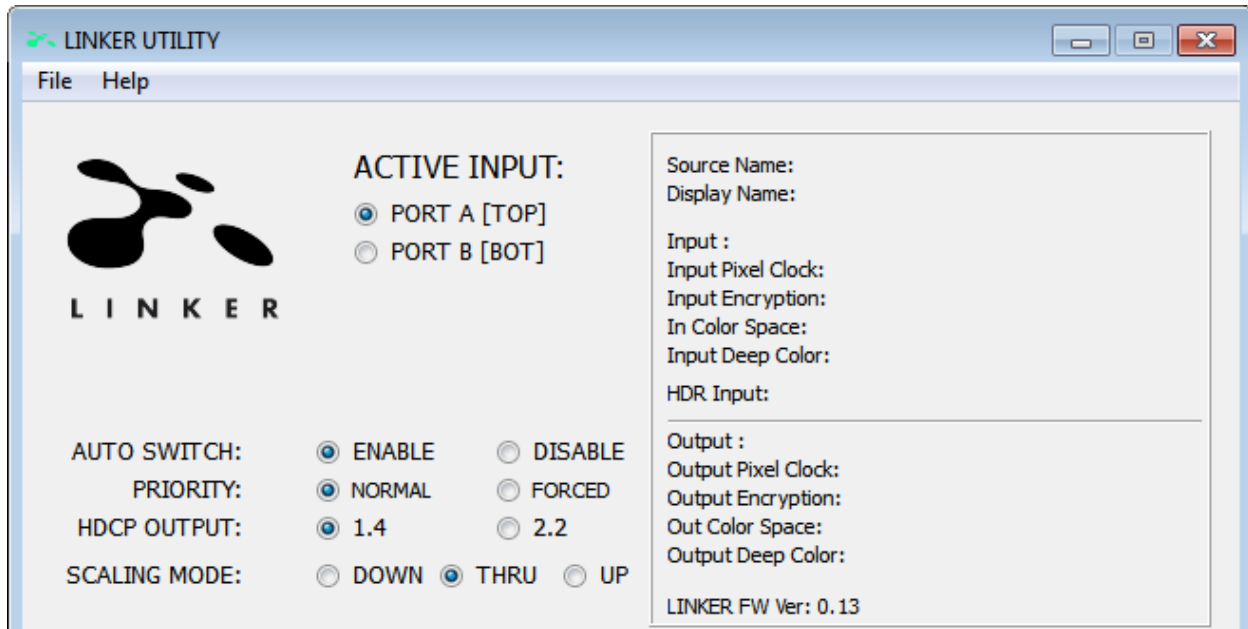 LINKER UTILITY
File Help
LINKER
ACTIVE INPUT:
PORT A [TOP]
PORT B [BOT]
AUTO SWITCH: ENABLE DISABLE
PRIORITY: NORMAL FORCED
HDCP OUTPUT: 1.4 2.2
SCALING MODE: DOWN THRU UP
Source Name:
Display Name:
Input :
Input Pixel Clock:
Input Encryption:
In Color Space:
Input Deep Color:
HDR Input:
Output :
Output Pixel Clock:
Output Encryption:
Out Color Space:
Output Deep Color:
LINKER FW Ver: 0.13